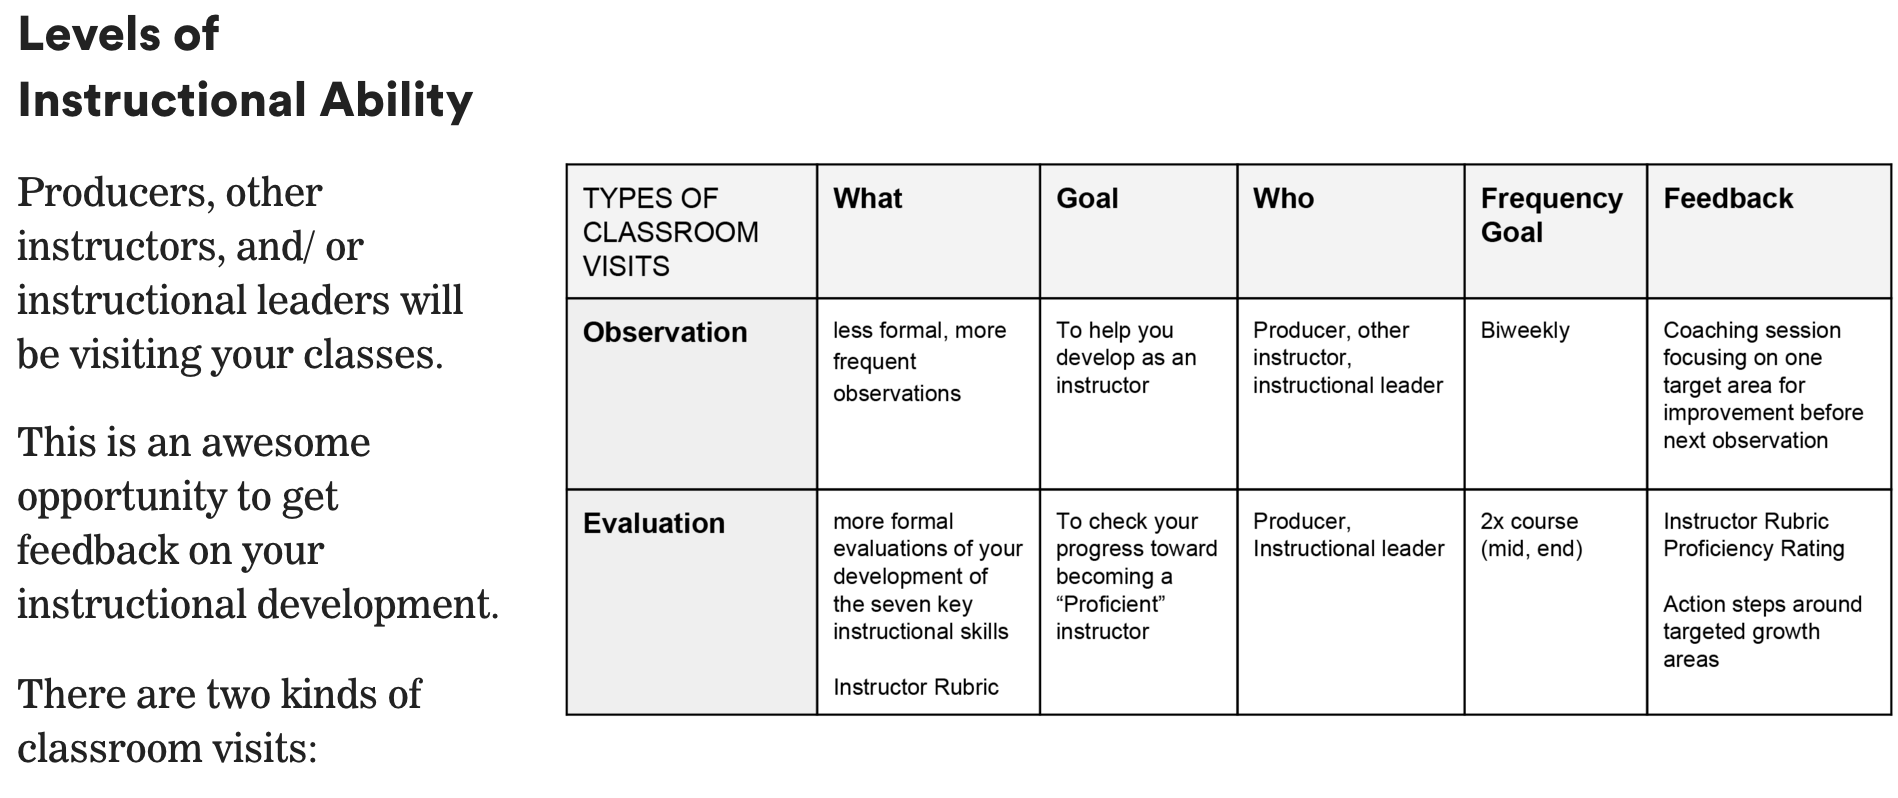 Levels of
Instructional Ability
Producers, other
instructors, and/ or
instructional leaders will
be visiting your classes.
This is an awesome
opportunity to get
feedback on your
instructional development.
There are two kinds of
classroom visits:
TYPES OF
CLASSROOM
VISITS
What
Goal
Who
Frequency
Goal
Feedback
Observation
less formal, more
frequent
observations
To help you
develop as an
instructor
Producer, other
instructor,
instructional leader
Biweekly
Coaching session
focusing on one
target area for
improvement before
next observation
Evaluation
more formal
evaluations of your
development of
the seven key
instructional skills
Instructor Rubric
To check your
progress toward
becoming a
“Proficient”
instructor
Producer,
Instructional leader
2x course
(mid, end)
Instructor Rubric
Proficiency Rating
Action steps around
targeted growth
areas